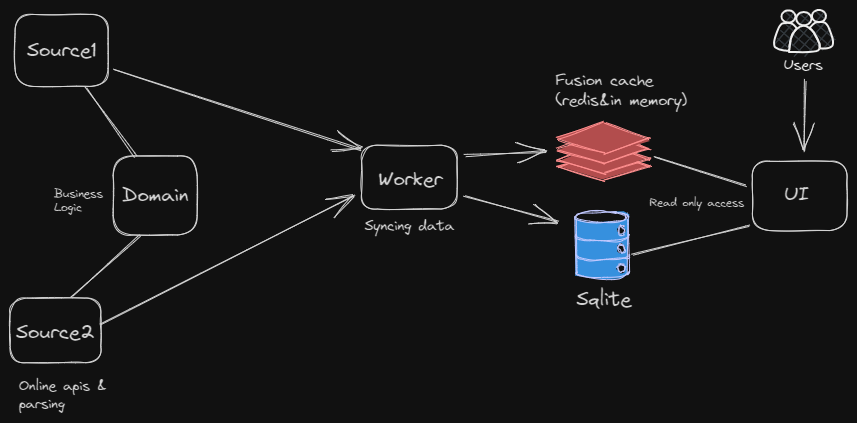 Source1
Users
Fusion cache
(redis&in memory)
Worker
Syncing data
Business
Logic
Domain
Read only access
UI
Sqlite
Source2
Online apis &
parsing